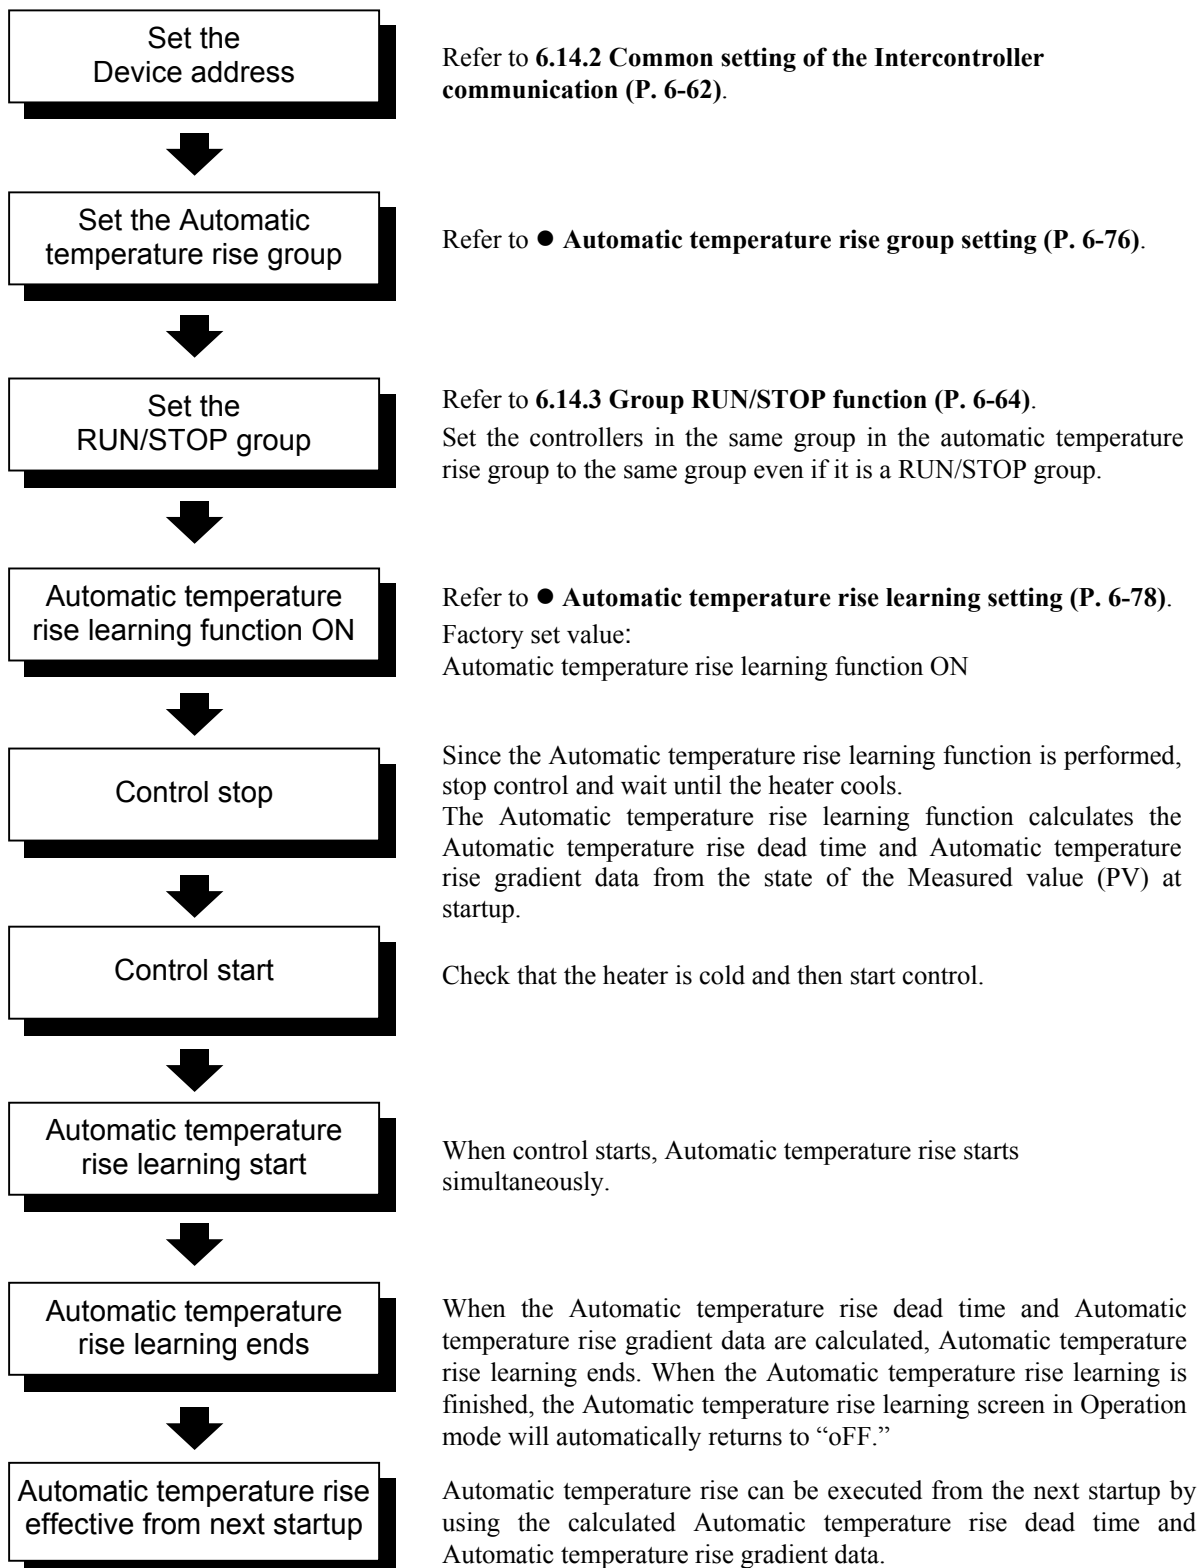 Set the
Device address
Refer to 6.14.2 Common setting of the Intercontroller
communication (P. 6-62).
Set the Automatic
temperature rise group
Refer to ● Automatic temperature rise group setting (P. 6-76).
Set the
RUN/STOP group
Refer to 6.14.3 Group RUN/STOP function (P. 6-64).
Set the controllers in the same group in the automatic temperature
rise group to the same group even if it is a RUN/STOP group.
Automatic temperature
rise learning function ON
Refer to ● Automatic temperature rise learning setting (P. 6-78).
Factory set value:
Automatic temperature rise learning function ON
Control stop
Since the Automatic temperature rise learning function is performed,
stop control and wait until the heater cools.
The Automatic temperature rise learning function calculates the
Automatic temperature rise dead time and Automatic temperature
rise gradient data from the state of the Measured value (PV) at
startup.
Control start
Check that the heater is cold and then start control.
Automatic temperature
rise learning start
When control starts, Automatic temperature rise starts
simultaneously.
Automatic temperature
rise learning ends
When the Automatic temperature rise dead time and Automatic
temperature rise gradient data are calculated, Automatic temperature
rise learning ends. When the Automatic temperature rise learning is
finished, the Automatic temperature rise learning screen in Operation
mode will automatically returns to “oFF.”
Automatic temperature rise
effective from next startup
Automatic temperature rise can be executed from the next startup by
using the calculated Automatic temperature rise dead time and
Automatic temperature rise gradient data.